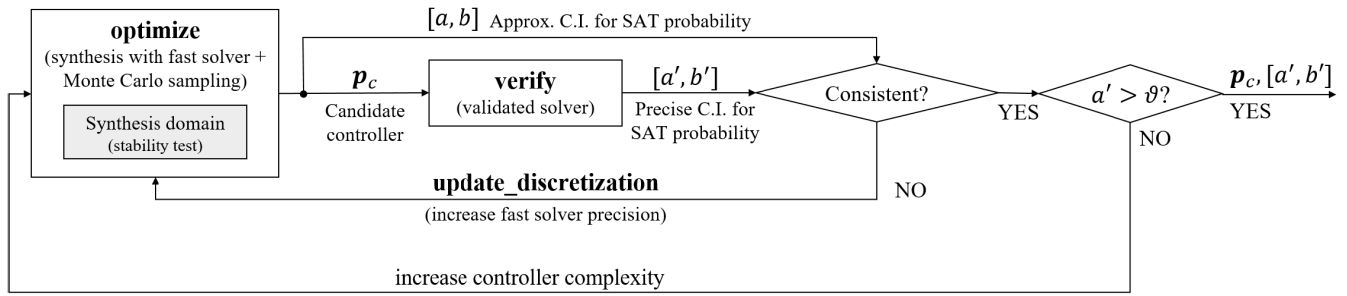 optimize
(synthesis with fast solver +
Monte Carlo sampling)
Synthesis domain
(stability test)
[a, b] Approx. C.I. for SAT probability
p_c
Candidate
controller
verify
(validated solver)
[a′, b′]
Precise C.I. for
SAT probability
Consistent?
YES
a′ > ϑ?
p_c, [a′, b′]
YES
NO
update_discretization
(increase fast solver precision)
NO
increase controller complexity